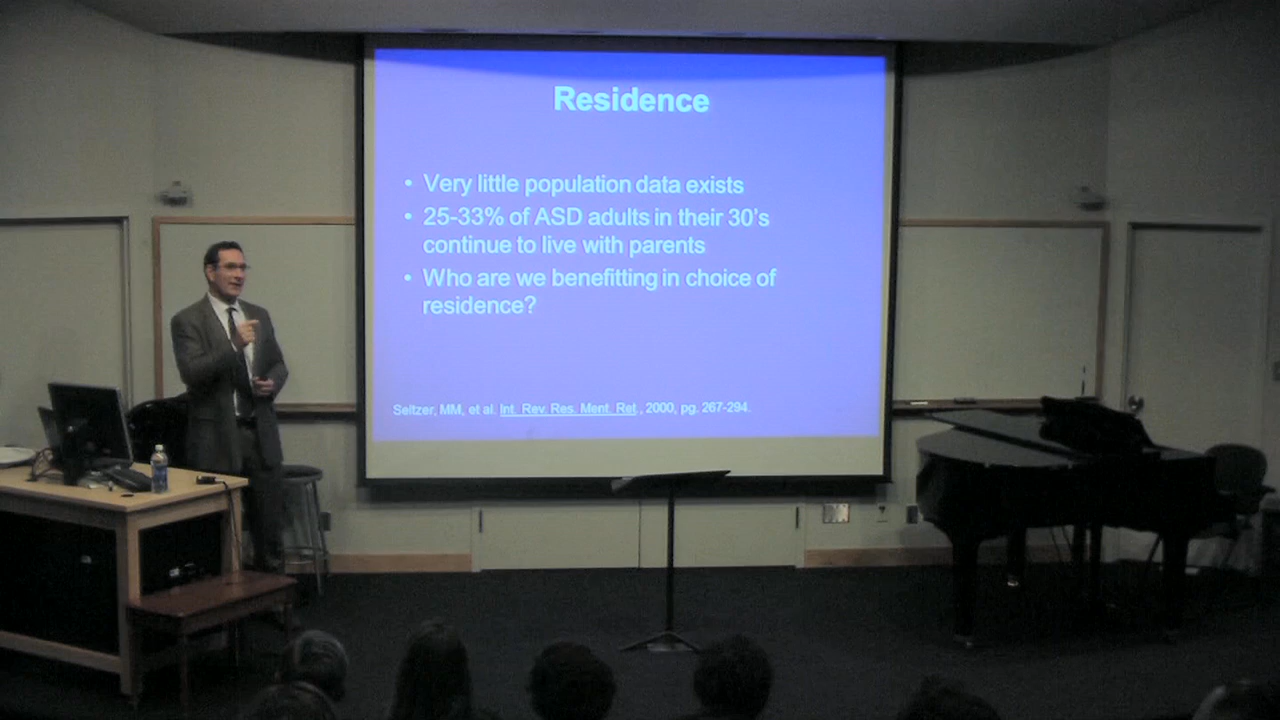 Residence
• Very little population data exists
• 25-33% of ASD adults in their 30's
continue to live with parents
• Who are we benefitting in choice of
residence?
Seltzer, MM, et al. Int. Rev. Res. Ment. Ret., 2000, pg. 267-294.